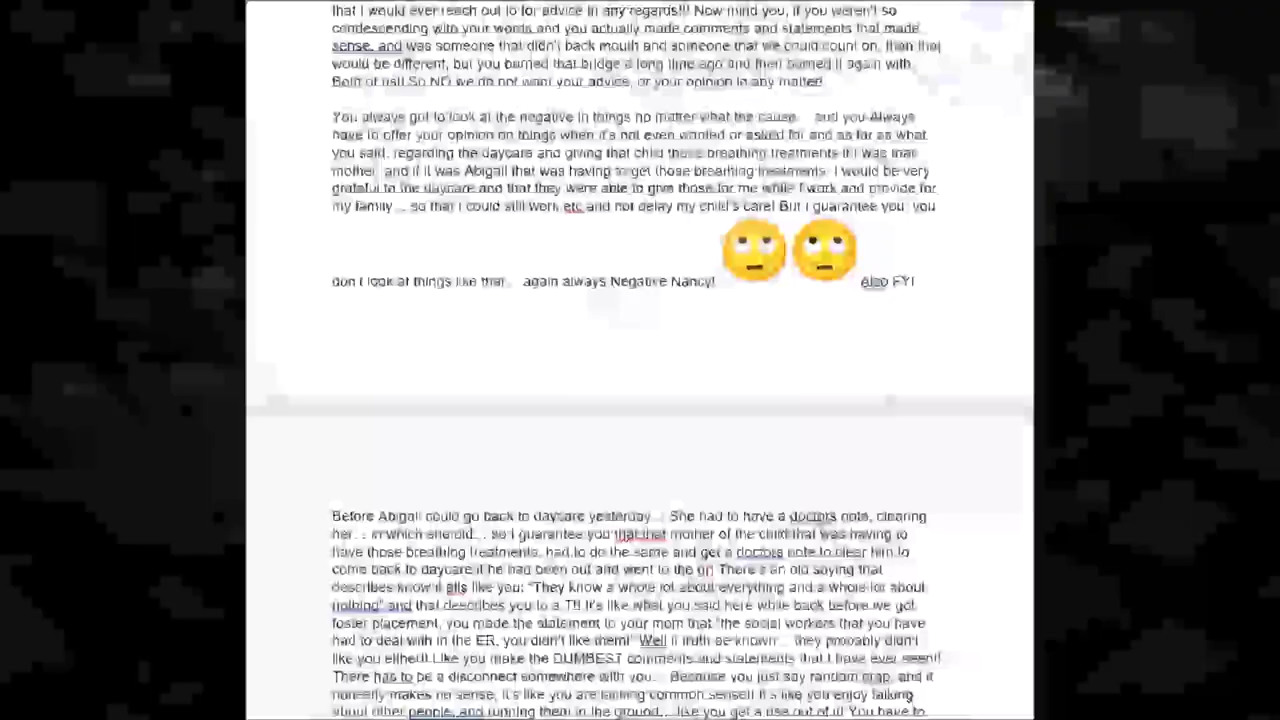 that I would ever reach out to for advice in any regards!!! Now mind you, if you weren't so
condescending with your words and you actually made comments and statements that made
sense, and was someone that didn't back mouth and someone that we could count on, then that
would be different, but you burned that bridge a long time ago and then burned it again with
Both of us!! So NO we do not want your advice, or your opinion in any matter!
You always got to look at the negative in things no matter what the cause... and you Always
have to offer your opinion on things when it's not even wanted or asked for and as far as what
you said, regarding the daycare and giving that child those breathing treatments if I was that
mother, and if it was Abigail that was having to get those breathing treatments, I would be very
grateful to the daycare and that they were able to give those for me while I work and provide for
my family... so that I could still work etc and not delay my child's care! But I guarantee you, you
don't look at things like that... again always Negative Nancy! 🙄🙄 Also FYI
Before Abigail could go back to daycare yesterday... She had to have a doctors note, clearing
her... in which she did... so I guarantee you that that mother of the child that was having to
have those breathing treatments, had to do the same and get a doctors note to clear him to
come back to daycare if he had been out and went to the There's an old saying that
describes know it alls like you: "They know a whole lot about everything and a whole lot about
nothing" and that describes you to a T!! It's like what you said here while back before we got
foster placement, you made the statement to your mom that "the social workers that you have
had to deal with in the ER, you didn't like them!" Well if truth be known... they probably didn't
like you either!! Like you make the DUMBEST comments and statements that I have ever seen!!
There has to be a disconnect somewhere with you... Because you just say random crap, and it
honestly makes no sense, it's like you are lacking common sense!! It's like you enjoy talking
about other people, and running them in the ground... like you get a rise out of it! You have to